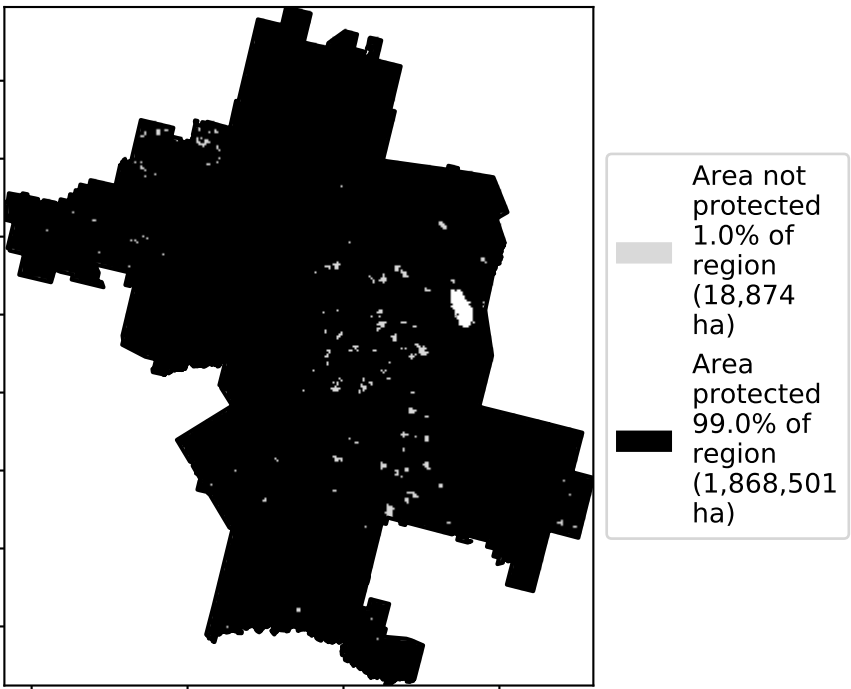 Area not
protected
1.0% of
region
(18,874
ha)
Area
protected
99.0% of
region
(1,868,501
ha)